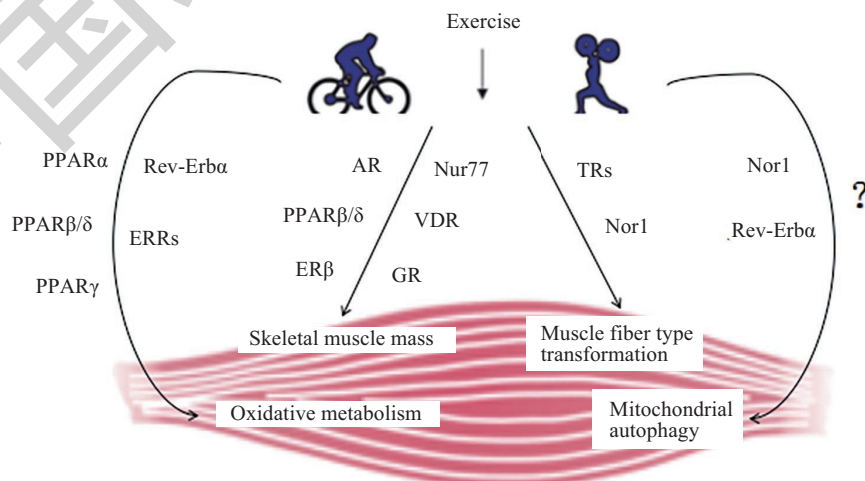 国
Exercise
PPARα
Rev-Erbα
AR
Nur77
TRs
Nor1
?
PPARβ/δ
ERRs
PPARβ/δ
VDR
Nor1
Rev-Erbα
PPARγ
ERβ
GR
Skeletal muscle mass
Muscle fiber type
transformation
Oxidative metabolism
Mitochondrial
autophagy